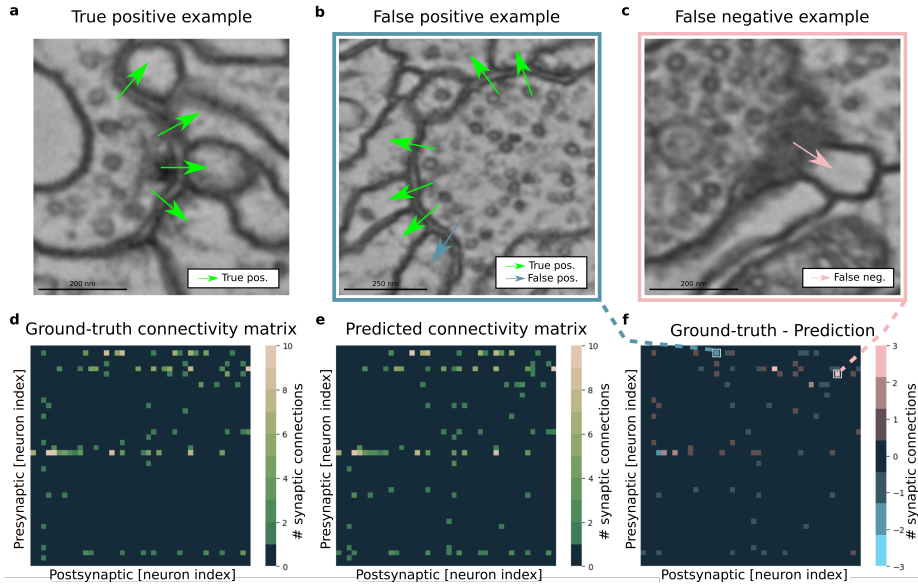 a True positive example
b False positive example
c False negative example
True pos.
200 nm
True pos.
False pos.
250 nm
False neg.
200 nm
d Ground-truth connectivity matrix
e Predicted connectivity matrix
f Ground-truth - Prediction
Presynaptic [neuron index]
Postsynaptic [neuron index]
10
8
6
4
2
0
# synaptic connections
Presynaptic [neuron index]
Postsynaptic [neuron index]
10
8
6
4
2
0
# synaptic connections
Presynaptic [neuron index]
Postsynaptic [neuron index]
3
2
1
0
−1
−2
−3
# synaptic connections